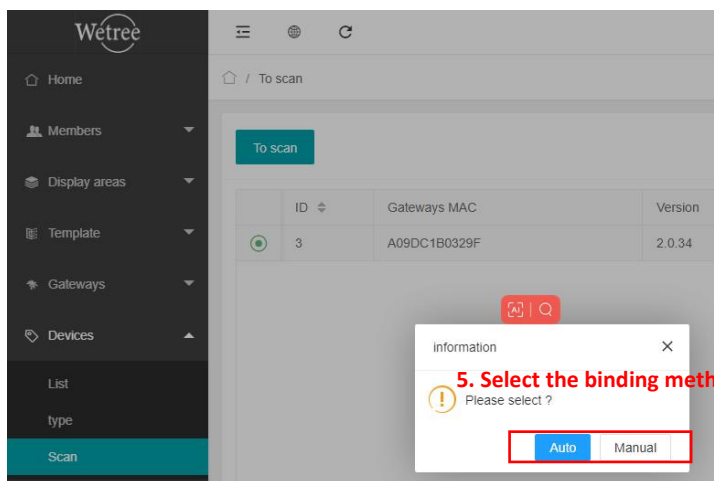 Wetree
Home
/ To scan
Members
To scan
Display areas
ID Gateways MAC Version
Template
3 A09DC1B0329F 2.0.34
Gateways
AI
Devices
information
5. Select the binding meth
Please select ?
List
type
Auto Manual
Scan